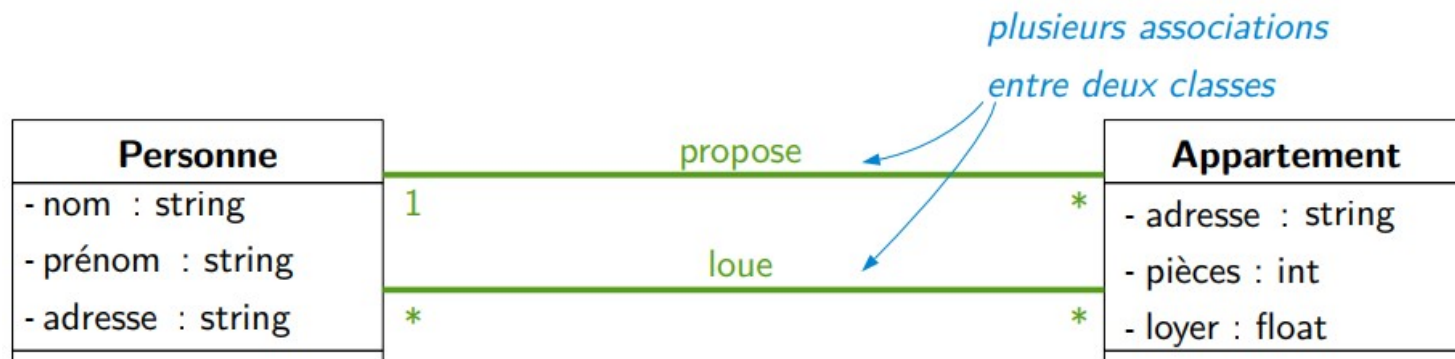 plusieurs associations
entre deux classes
Personne
propose
Appartement
- nom : string
1
*
- adresse : string
- prénom : string
loue
- pièces : int
- adresse : string
*
*
- loyer : float